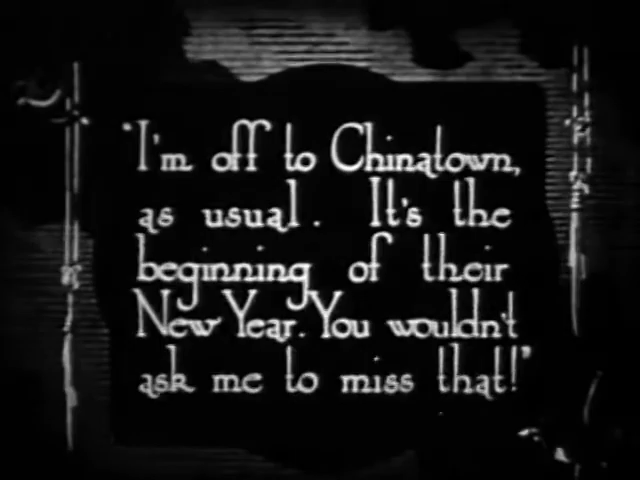 "I'm off to Chinatown,
as usual. It's the
beginning of their
New Year. You wouldn't
ask me to miss that!"